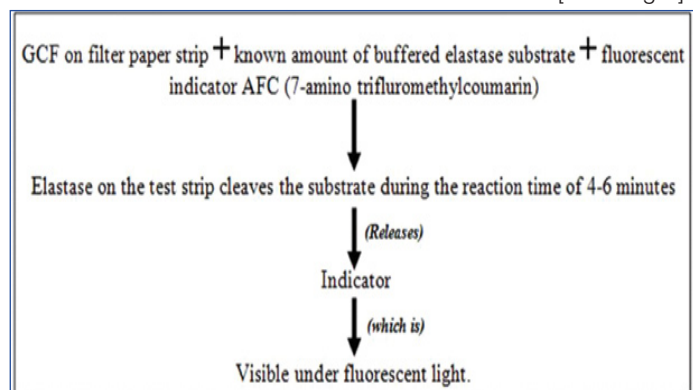 GCF on filter paper strip + known amount of buffered elastase substrate + fluorescent
indicator AFC (7-amino trifluromethylcoumarin)
Elastase on the test strip cleaves the substrate during the reaction time of 4-6 minutes
(Releases)
Indicator
(which is)
Visible under fluorescent light.